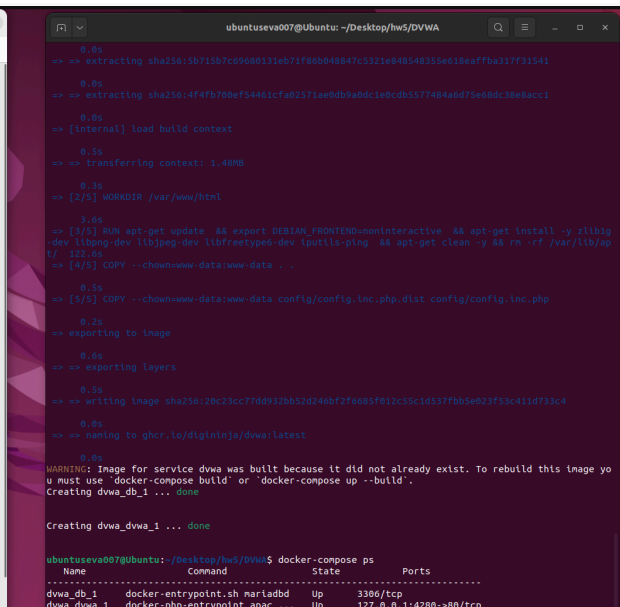 ubuntuseva007@Ubuntu: ~/Desktop/hw5/DVWA
0.0s
=> => extracting sha256:5b715b7c69680131eb71f86b048847c5321e848548355e618eaffba317f31541
0.0s
=> => extracting sha256:4f4fb700ef54461cfa02571ae0db9a0dc1e0cdb5577484a6d75e68dc38e8acc1
0.0s
=> [internal] load build context
0.5s
=> => transferring context: 1.48MB
0.3s
=> [2/5] WORKDIR /var/www/html
3.6s
=> [3/5] RUN apt-get update  && export DEBIAN_FRONTEND=noninteractive  && apt-get install -y zlib1g
-dev libpng-dev libjpeg-dev libfreetype6-dev iputils-ping  && apt-get clean -y && rm -rf /var/lib/ap
t/  122.6s
=> [4/5] COPY --chown=www-data:www-data . .
0.5s
=> [5/5] COPY --chown=www-data:www-data config/config.inc.php.dist config/config.inc.php
0.2s
=> exporting to image
0.6s
=> => exporting layers
0.5s
=> => writing image sha256:20c23cc77dd932bb52d246bf2f6685f012c55c1d537fbb5e023f53c411d733c4
0.0s
=> => naming to ghcr.io/digininja/dvwa:latest
0.0s
WARNING: Image for service dvwa was built because it did not already exist. To rebuild this image yo
u must use `docker-compose build` or `docker-compose up --build`.
Creating dvwa_db_1 ... done
Creating dvwa_dvwa_1 ... done
ubuntuseva007@Ubuntu:~/Desktop/hw5/DVWA$ docker-compose ps
Name Command State Ports
--------------------------------------------------------------------------------
dvwa_db_1 docker-entrypoint.sh mariadbd Up 3306/tcp
dvwa_dvwa_1 docker-php-entrypoint apac ... Up 127.0.0.1:4280->80/tcp